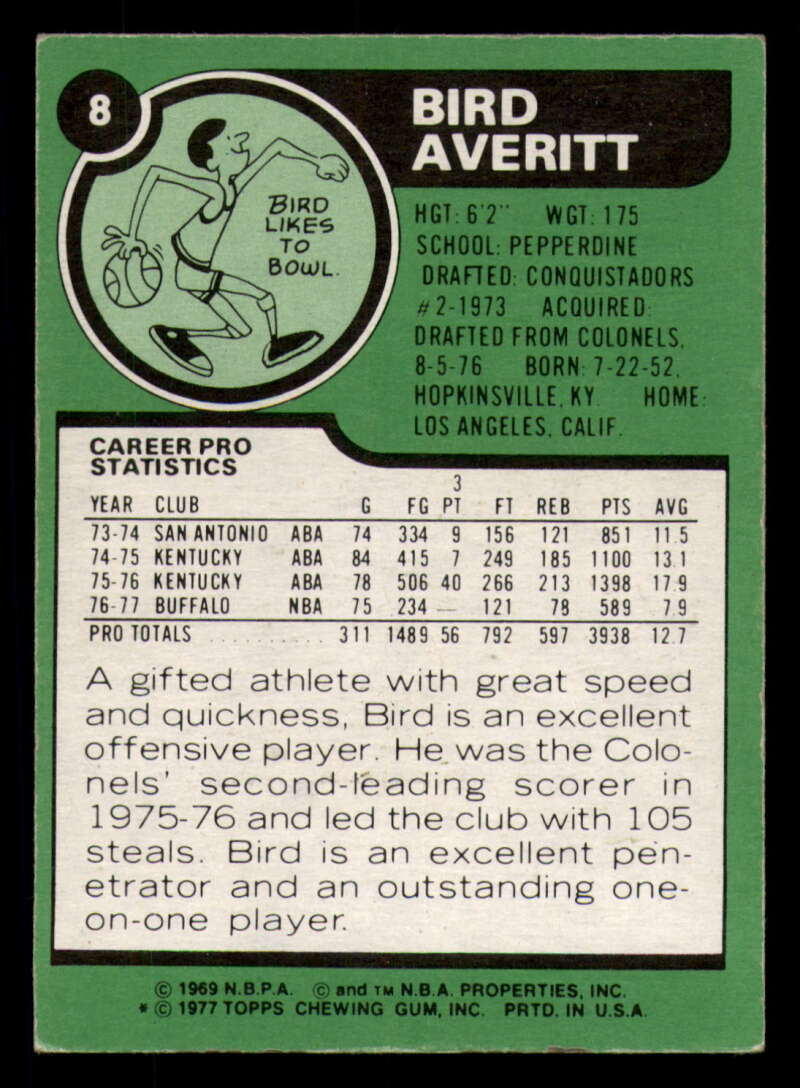 8
BIRD
AVERITT
BIRD
LIKES
TO
BOWL.
HGT: 6'2" WGT: 175
SCHOOL: PEPPERDINE
DRAFTED: CONQUISTADORS
#2-1973 ACQUIRED:
DRAFTED FROM COLONELS,
8-5-76 BORN: 7-22-52,
HOPKINSVILLE, KY. HOME:
LOS ANGELES, CALIF.
CAREER PRO
STATISTICS
3
YEAR CLUB G FG PT FT REB PTS AVG
73-74 SAN ANTONIO ABA 74 334 9 156 121 851 11.5
74-75 KENTUCKY ABA 84 415 7 249 185 1100 13.1
75-76 KENTUCKY ABA 78 506 40 266 213 1398 17.9
76-77 BUFFALO NBA 75 234 — 121 78 589 7.9
PRO TOTALS .......... 311 1489 56 792 597 3938 12.7
A gifted athlete with great speed
and quickness, Bird is an excellent
offensive player. He was the Colo-
nels' second-leading scorer in
1975-76 and led the club with 105
steals. Bird is an excellent pen-
etrator and an outstanding one-
on-one player.
© 1969 N.B.P.A. © and TM N.B.A. PROPERTIES, INC.
* © 1977 TOPPS CHEWING GUM, INC. PRTD. IN U.S.A.